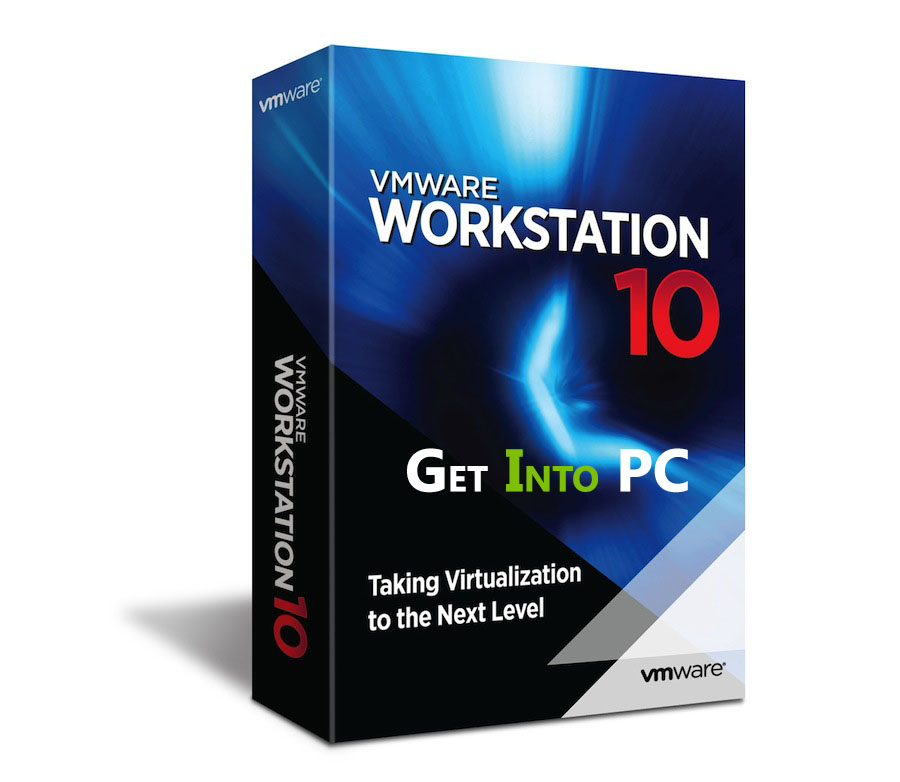 vmware
VMWARE
WORKSTATION
10
GET INTO PC
Taking Virtualization
to the Next Level
vmware
VMWARE
WORKSTATION 10